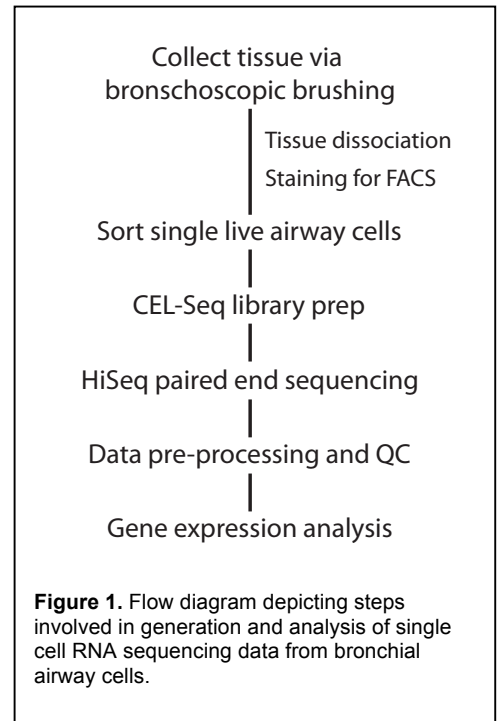 Collect tissue via
bronschoscopic brushing
Tissue dissociation
Staining for FACS
Sort single live airway cells
CEL-Seq library prep
HiSeq paired end sequencing
Data pre-processing and QC
Gene expression analysis
Figure 1. Flow diagram depicting steps
involved in generation and analysis of single
cell RNA sequencing data from bronchial
airway cells.